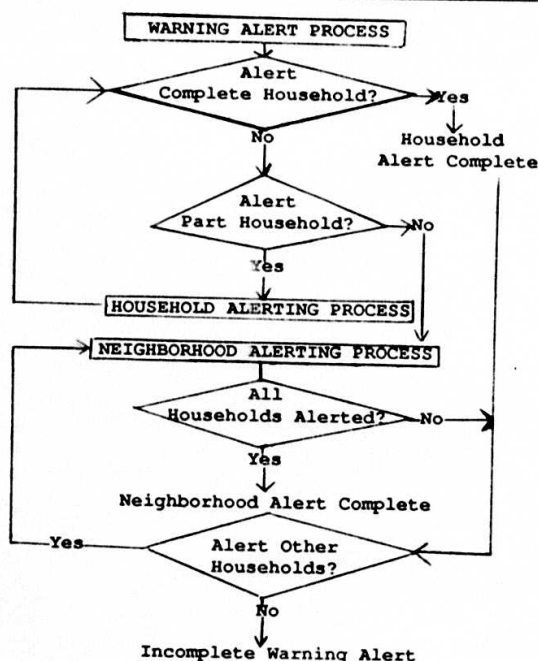 WARNING ALERT PROCESS
Alert
Complete Household?
Yes
No
Household
Alert Complete
Alert
Part Household?
No
Yes
HOUSEHOLD ALERTING PROCESS
NEIGHBORHOOD ALERTING PROCESS
All
Households Alerted?
No
Yes
Neighborhood Alert Complete
Yes
Alert Other
Households?
No
Incomplete Warning Alert